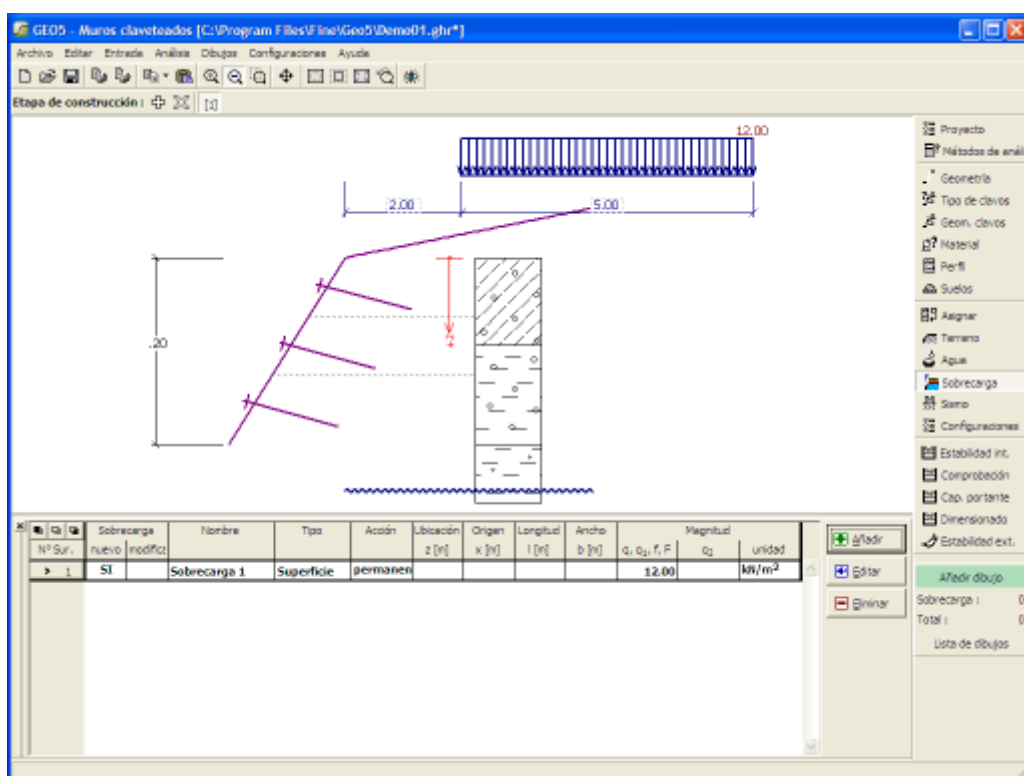 GEO5 - Muros claveteados [C:\Program Files\Fine\Geo5\Demo01.ghr*]
Archivo Editar Entrada Análisis Dibujos Configuraciones Ayuda
Etapa de construcción : [1]
12.00
2.00 5.00
.20
+z
Proyecto
Métodos de anál
Geometría
Tipo de clavos
Geom. clavos
Material
Perfil
Suelos
Asignar
Terreno
Agua
Sobrecarga
Sismo
Configuraciones
Estabilidad int.
Comprobación
Cap. portante
Dimensionado
Estabilidad ext.
Sobrecarga Nombre Tipo Acción Ubicación Origen Longitud Ancho Magnitud
Nº Sur. nuevo modifica z [m] x [m] l [m] b [m] q, q1, f, F q2 unidad
> 1 SI Sobrecarga 1 Superficie permanen 12.00 kN/m2
Añadir
Editar
Eliminar
Añadir dibujo
Sobrecarga : 0
Total : 0
Lista de dibujos